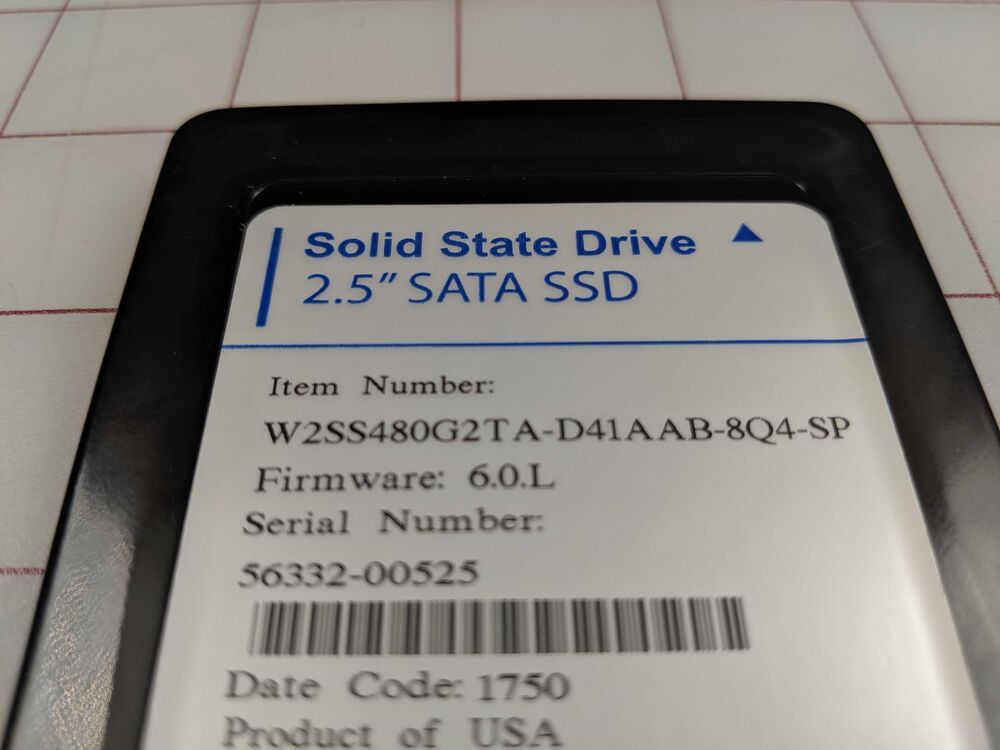 Solid State Drive
2.5" SATA SSD
Item Number:
W2SS480G2TA-D41AAB-8Q4-SP
Firmware: 6.0.L
Serial Number:
56332-00525
Date Code: 1750
Product of USA